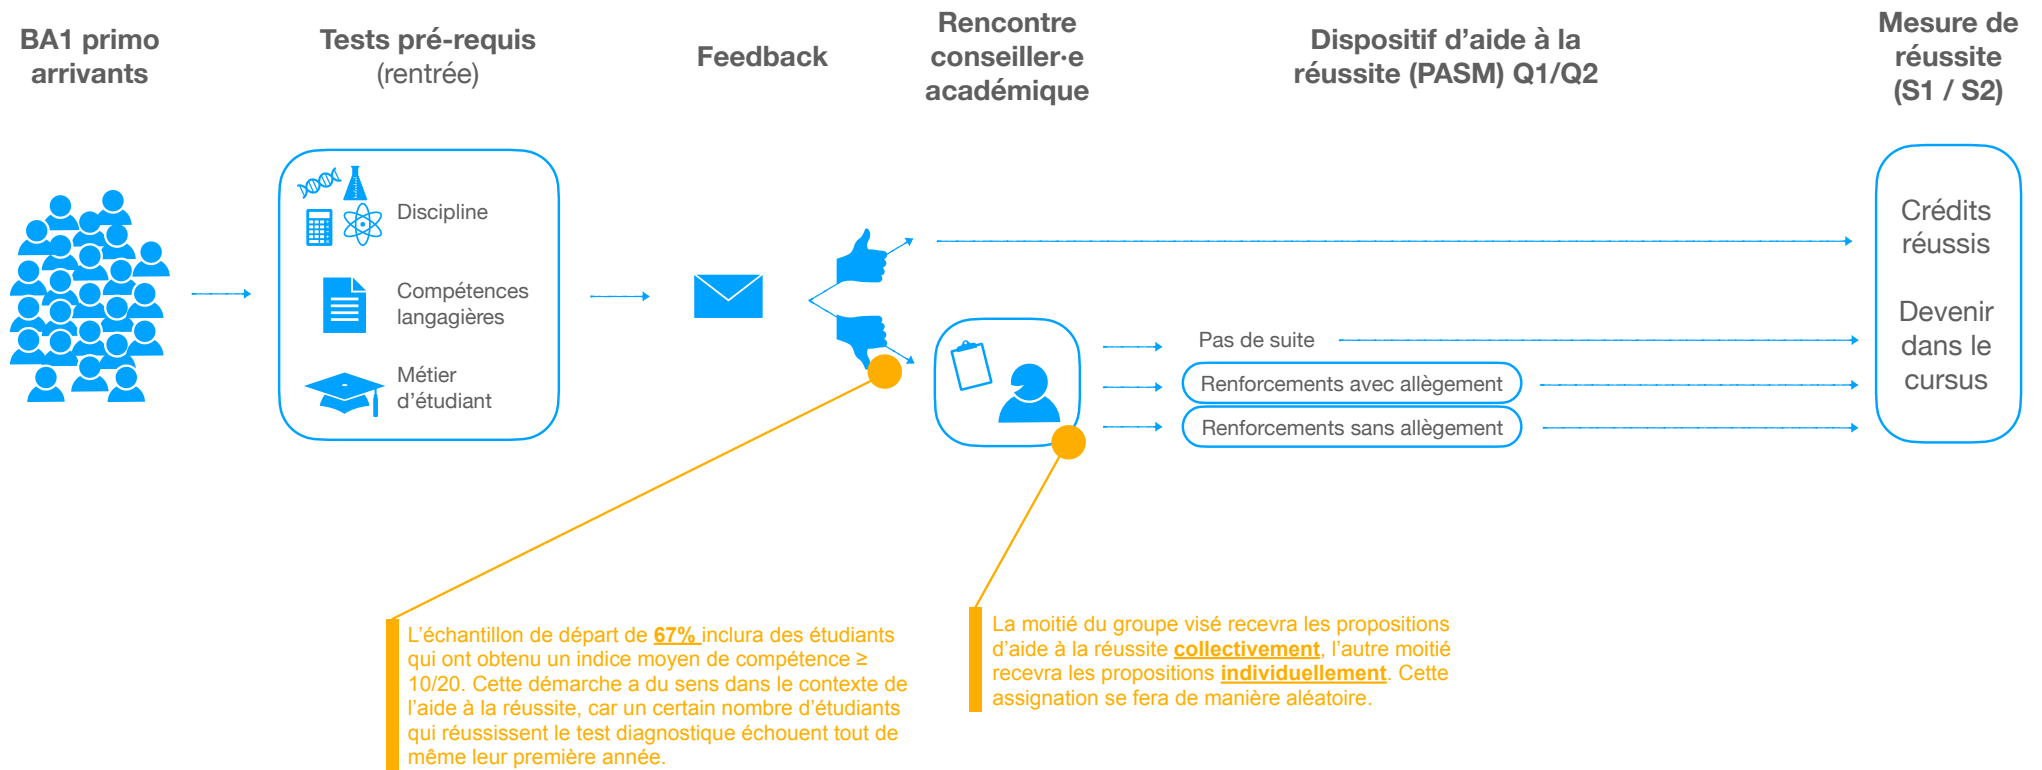 BA1 primo
arrivants
Tests pré-requis
(rentrée)
Feedback
Rencontre
conseiller·e
académique
Dispositif d’aide à la
réussite (PASM) Q1/Q2
Mesure de
réussite
(S1 / S2)
Discipline
Compétences
langagières
Métier
d’étudiant
Pas de suite
Renforcements avec allègement
Renforcements sans allègement
Crédits
réussis
Devenir
dans le
cursus
L’échantillon de départ de 67% inclura des étudiants
qui ont obtenu un indice moyen de compétence ≥
10/20. Cette démarche a du sens dans le contexte de
l’aide à la réussite, car un certain nombre d’étudiants
qui réussissent le test diagnostique échouent tout de
même leur première année.
La moitié du groupe visé recevra les propositions
d’aide à la réussite collectivement, l’autre moitié
recevra les propositions individuellement. Cette
assignation se fera de manière aléatoire.